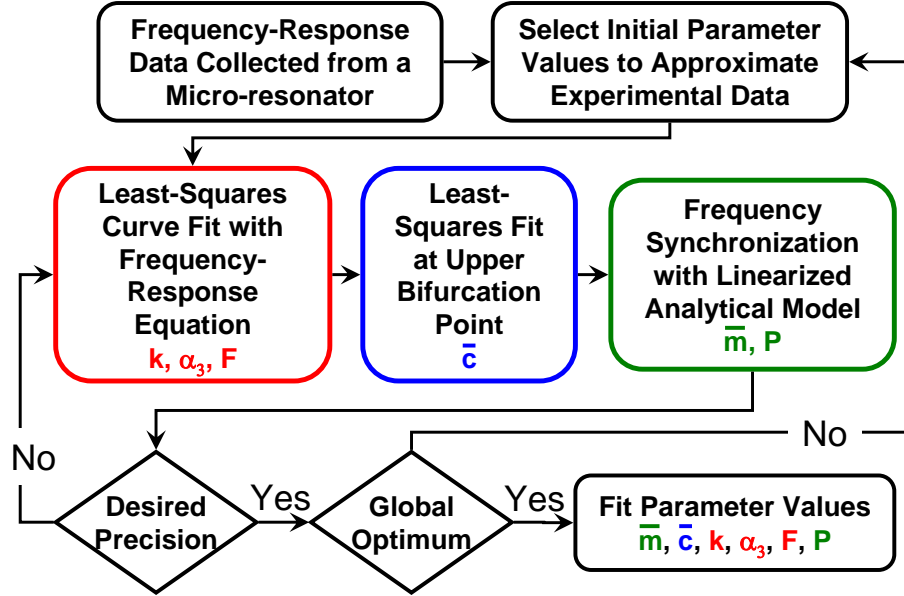 Frequency-Response
Data Collected from a
Micro-resonator
Select Initial Parameter
Values to Approximate
Experimental Data
Least-Squares
Curve Fit with
Frequency-
Response
Equation
k, α₃, F
Least-
Squares Fit
at Upper
Bifurcation
Point
c̄
Frequency
Synchronization
with Linearized
Analytical Model
m̄, P
No
Desired
Precision
Yes
Global
Optimum
No
Yes
Fit Parameter Values
m̄, c̄, k, α₃, F, P